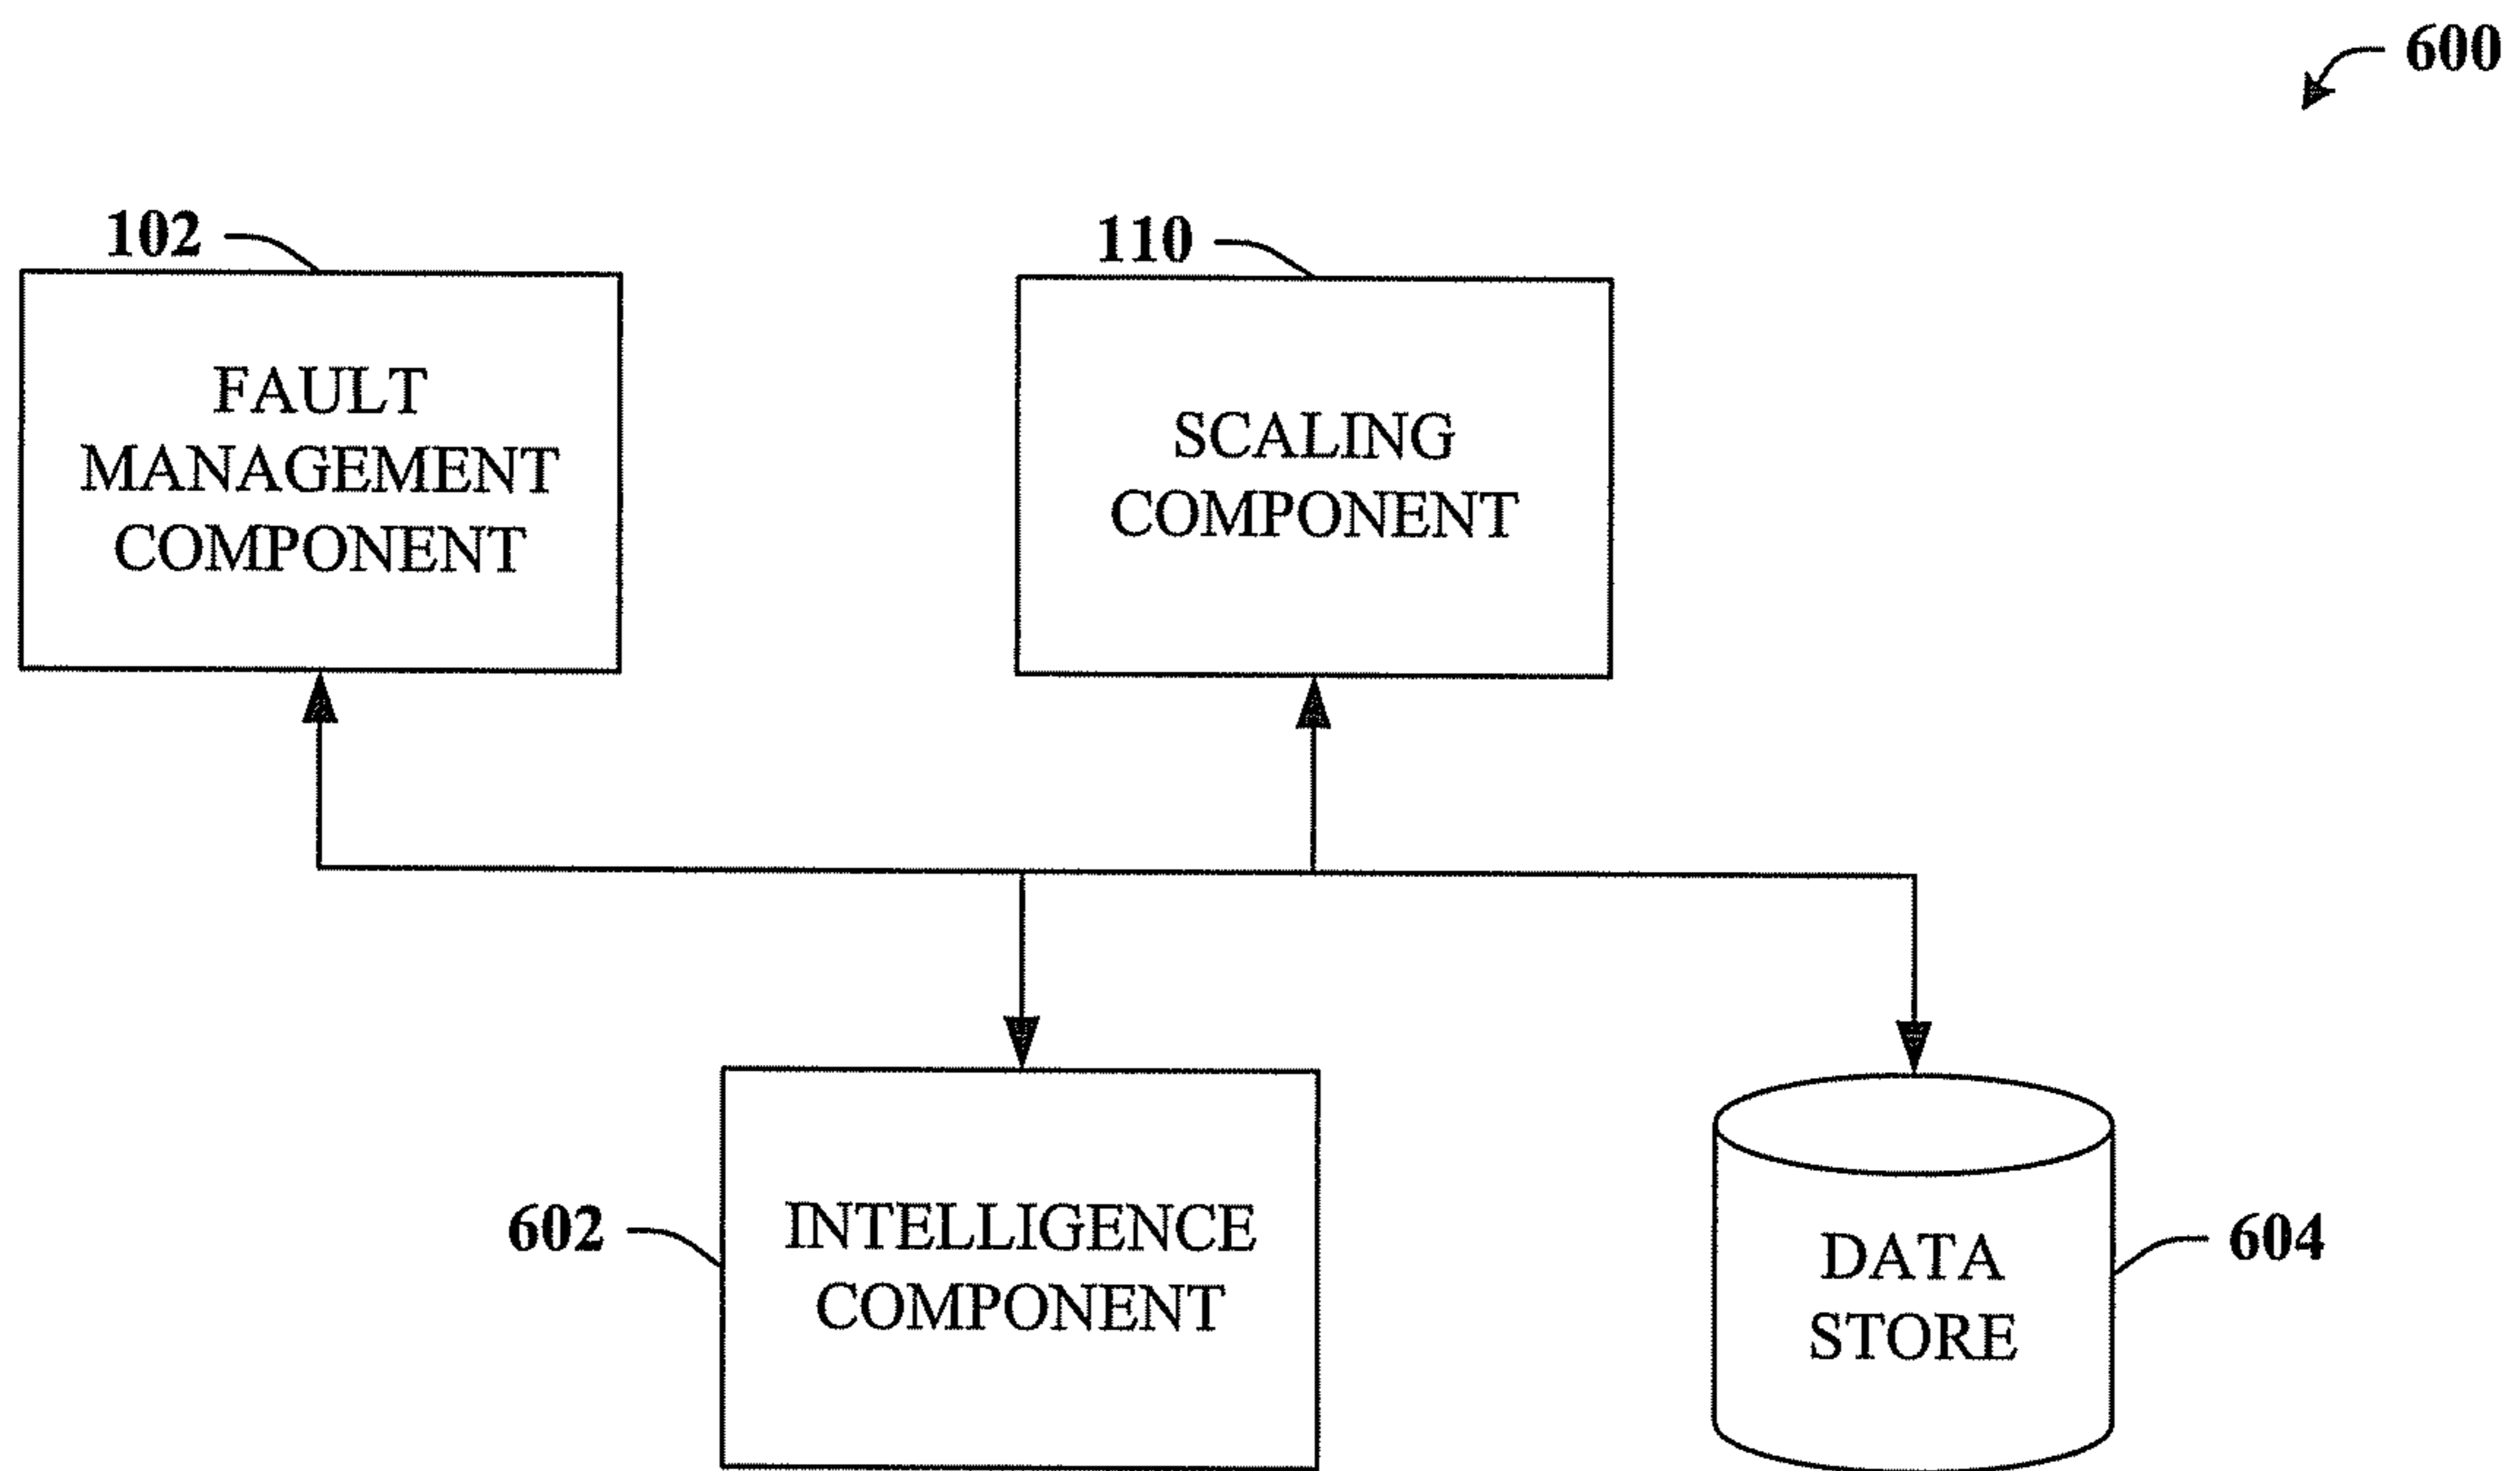 600
102
110
FAULT
MANAGEMENT
COMPONENT
SCALING
COMPONENT
602
INTELLIGENCE
COMPONENT
DATA
STORE
604